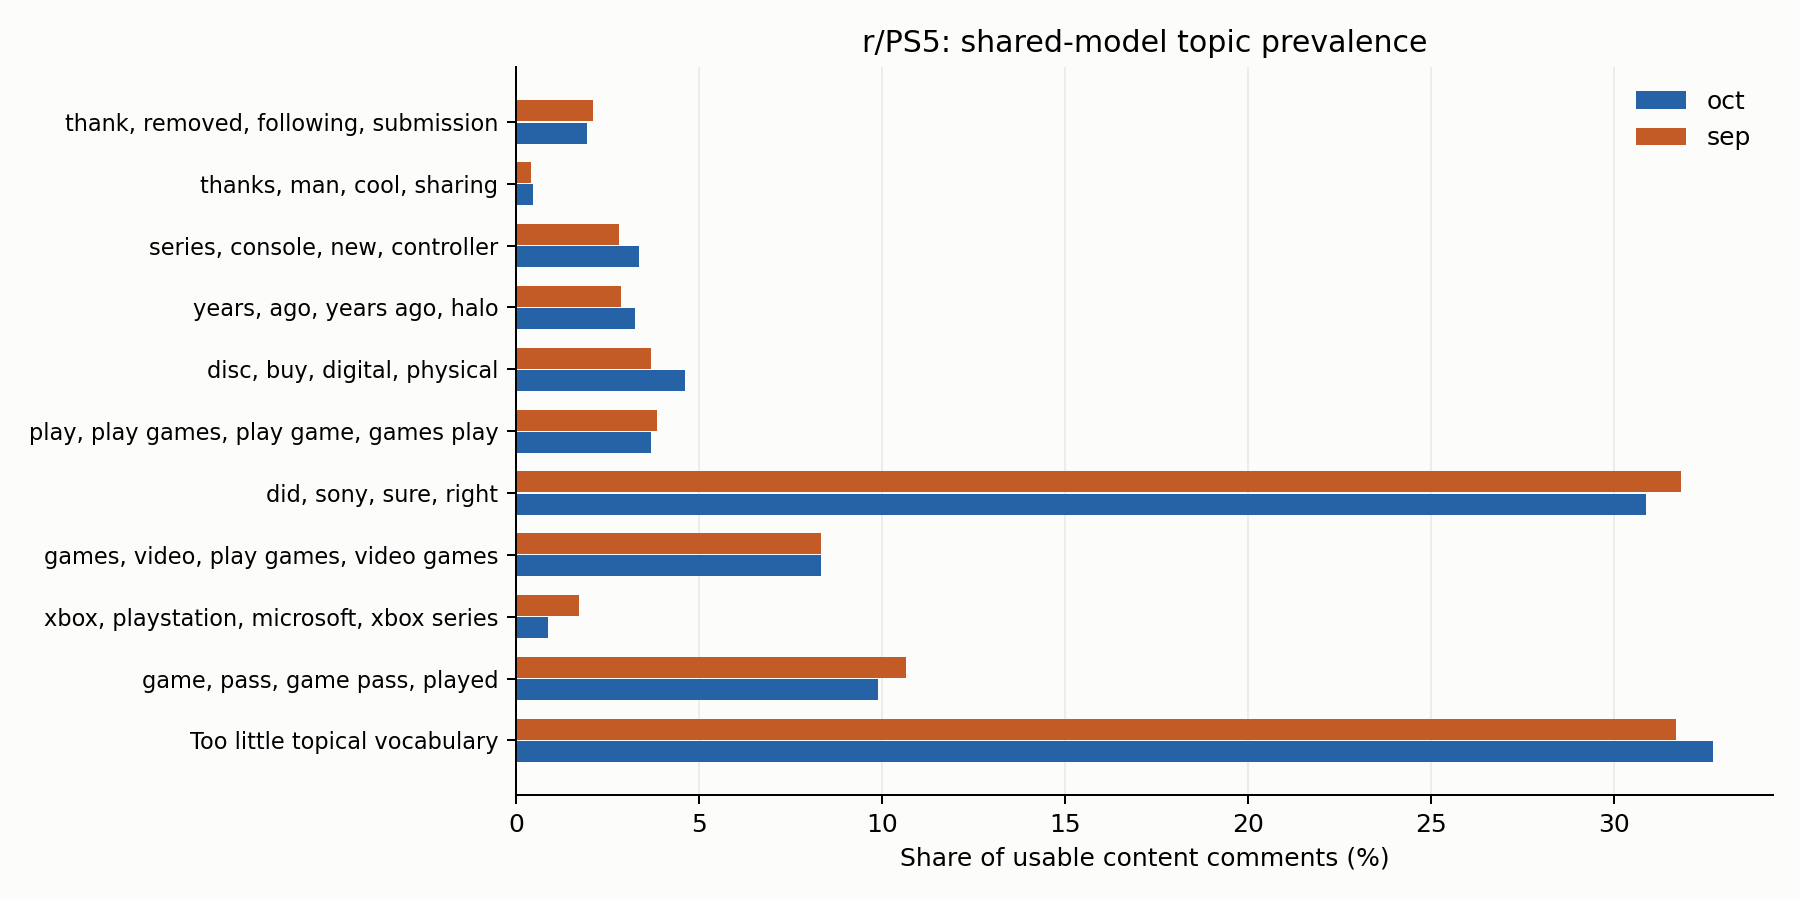 r/PS5: shared-model topic prevalence
oct
sep
thank, removed, following, submission
thanks, man, cool, sharing
series, console, new, controller
years, ago, years ago, halo
disc, buy, digital, physical
play, play games, play game, games play
did, sony, sure, right
games, video, play games, video games
xbox, playstation, microsoft, xbox series
game, pass, game pass, played
Too little topical vocabulary
0 5 10 15 20 25 30
Share of usable content comments (%)